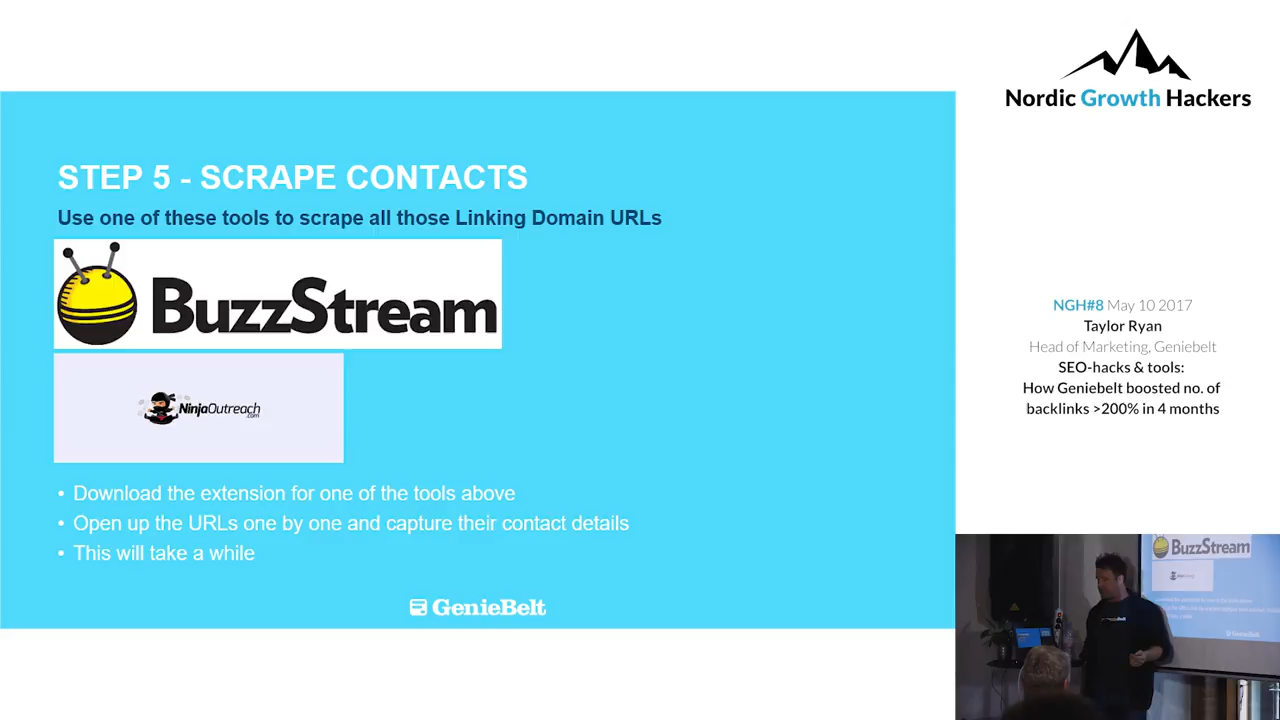 STEP 5 - SCRAPE CONTACTS
Use one of these tools to scrape all those Linking Domain URLs
BuzzStream
NinjaOutreach
.com
• Download the extension for one of the tools above
• Open up the URLs one by one and capture their contact details
• This will take a while
GenieBelt
Nordic Growth Hackers
NGH#8 May 10 2017
Taylor Ryan
Head of Marketing, Geniebelt
SEO-hacks & tools:
How Geniebelt boosted no. of
backlinks >200% in 4 months
BuzzStream
GenieBelt